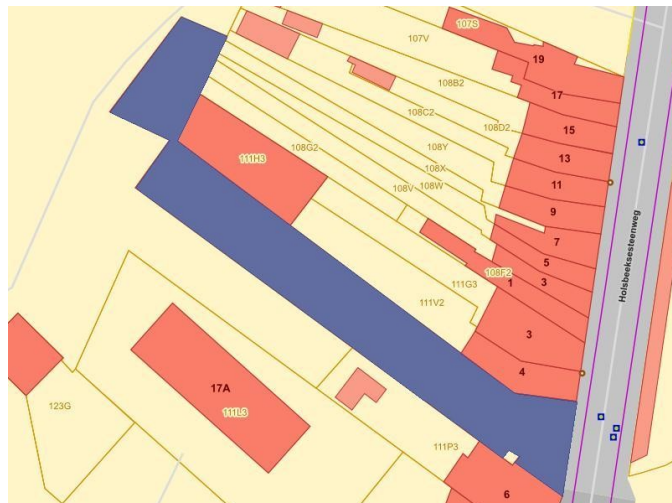 107S
107V
19
108B2
17
108C2
108D2
15
108Y
13
111H3
108G2
108X
11
108V
108W
9
7
Holsbeeksesteenweg
5
108F2
1
3
111G3
111V2
3
4
17A
111L3
123G
111P3
6